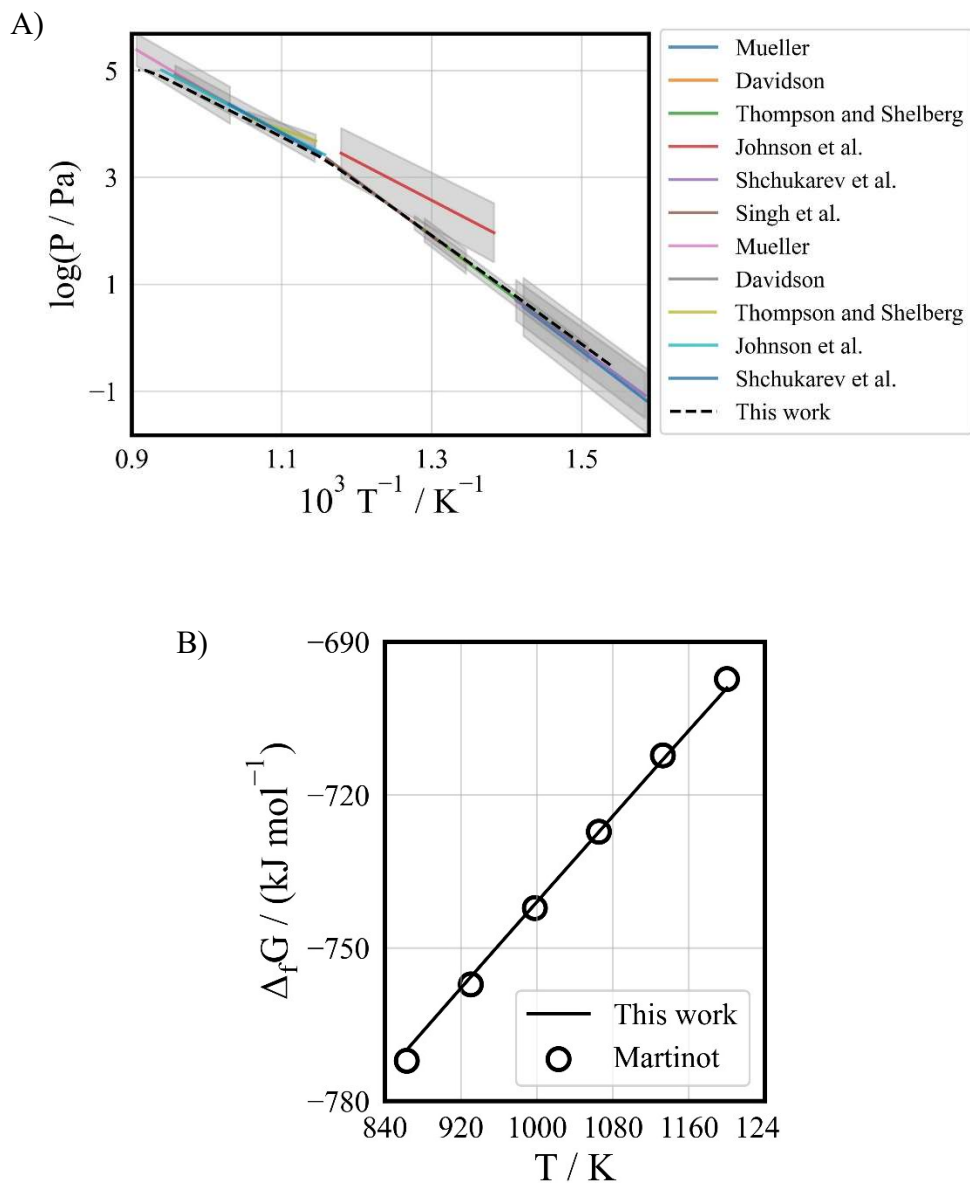 A)
log(P / Pa)
5
3
1
−1
0.9 1.1 1.3 1.5
10³ T⁻¹ / K⁻¹
Mueller
Davidson
Thompson and Shelberg
Johnson et al.
Shchukarev et al.
Singh et al.
Mueller
Davidson
Thompson and Shelberg
Johnson et al.
Shchukarev et al.
This work
B)
ΔfG / (kJ mol⁻¹)
−690
−720
−750
−780
840 920 1000 1080 1160 124
T / K
This work
Martinot